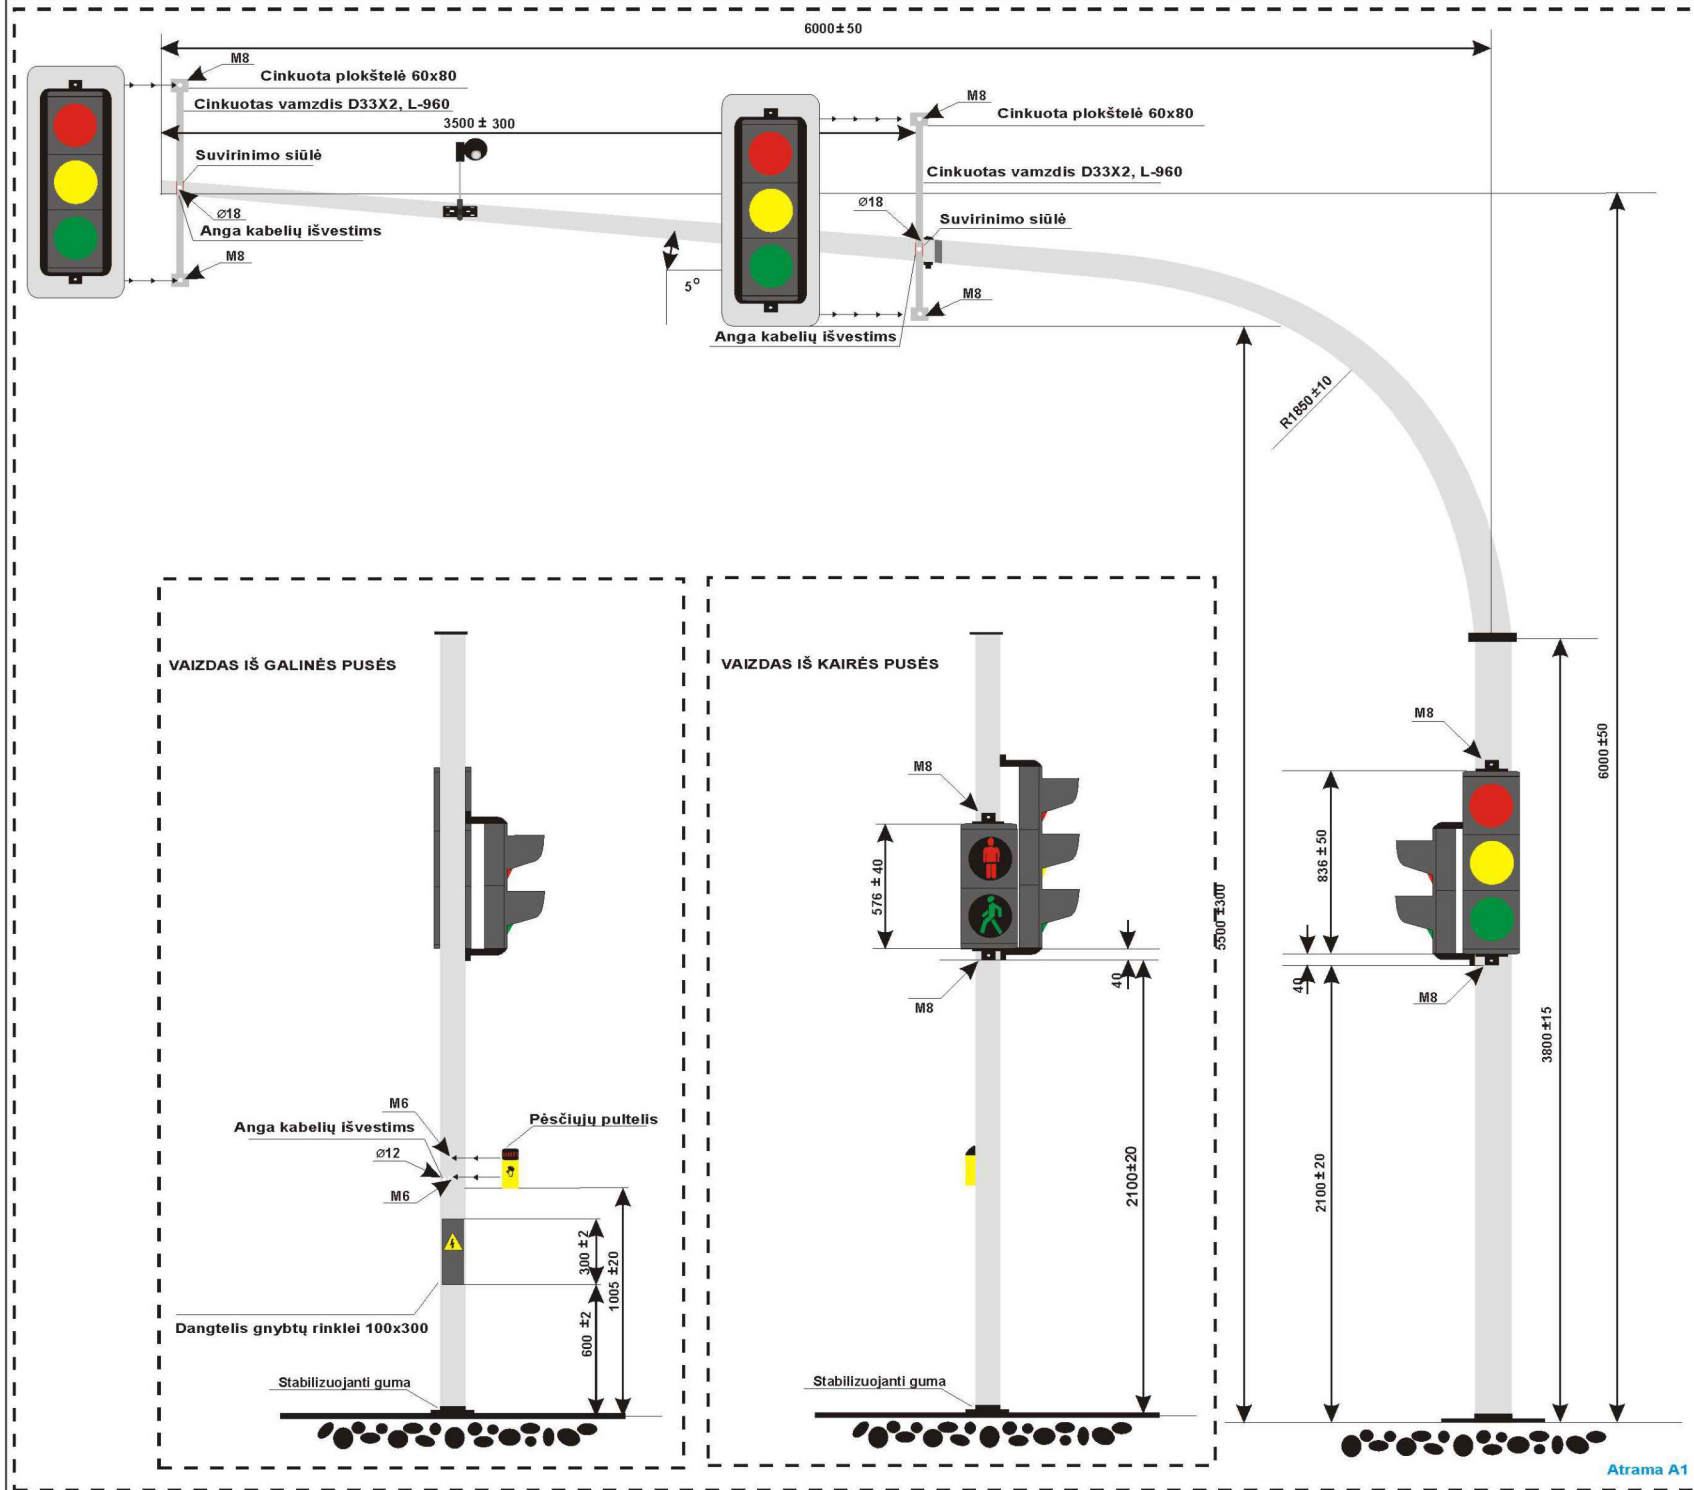 6000±50
M8
Cinkuota plokštelė 60x80
Cinkuotas vamzdis D33X2, L-960
3500 ± 300
M8
Cinkuota plokštelė 60x80
Suvirinimo siūlė
Cinkuotas vamzdis D33X2, L-960
Ø18
Anga kabelių išvestims
M8
Ø18
Suvirinimo siūlė
5°
M8
Anga kabelių išvestims
R1850±10
VAIZDAS IŠ GALINĖS PUSĖS
VAIZDAS IŠ KAIRĖS PUSĖS
M8
M8
6000±50
836±50
576 ± 40
5500 ±300
40
M8
40
M8
3800±15
M6
Anga kabelių išvestims
Ø12
M6
Pėsčiųjų pultelis
2100±20
2100±20
300 ±2
1005 ±20
600 ±2
Dangtelis gnybtų rinklei 100x300
Stabilizuojanti guma
Stabilizuojanti guma
Atrama A1